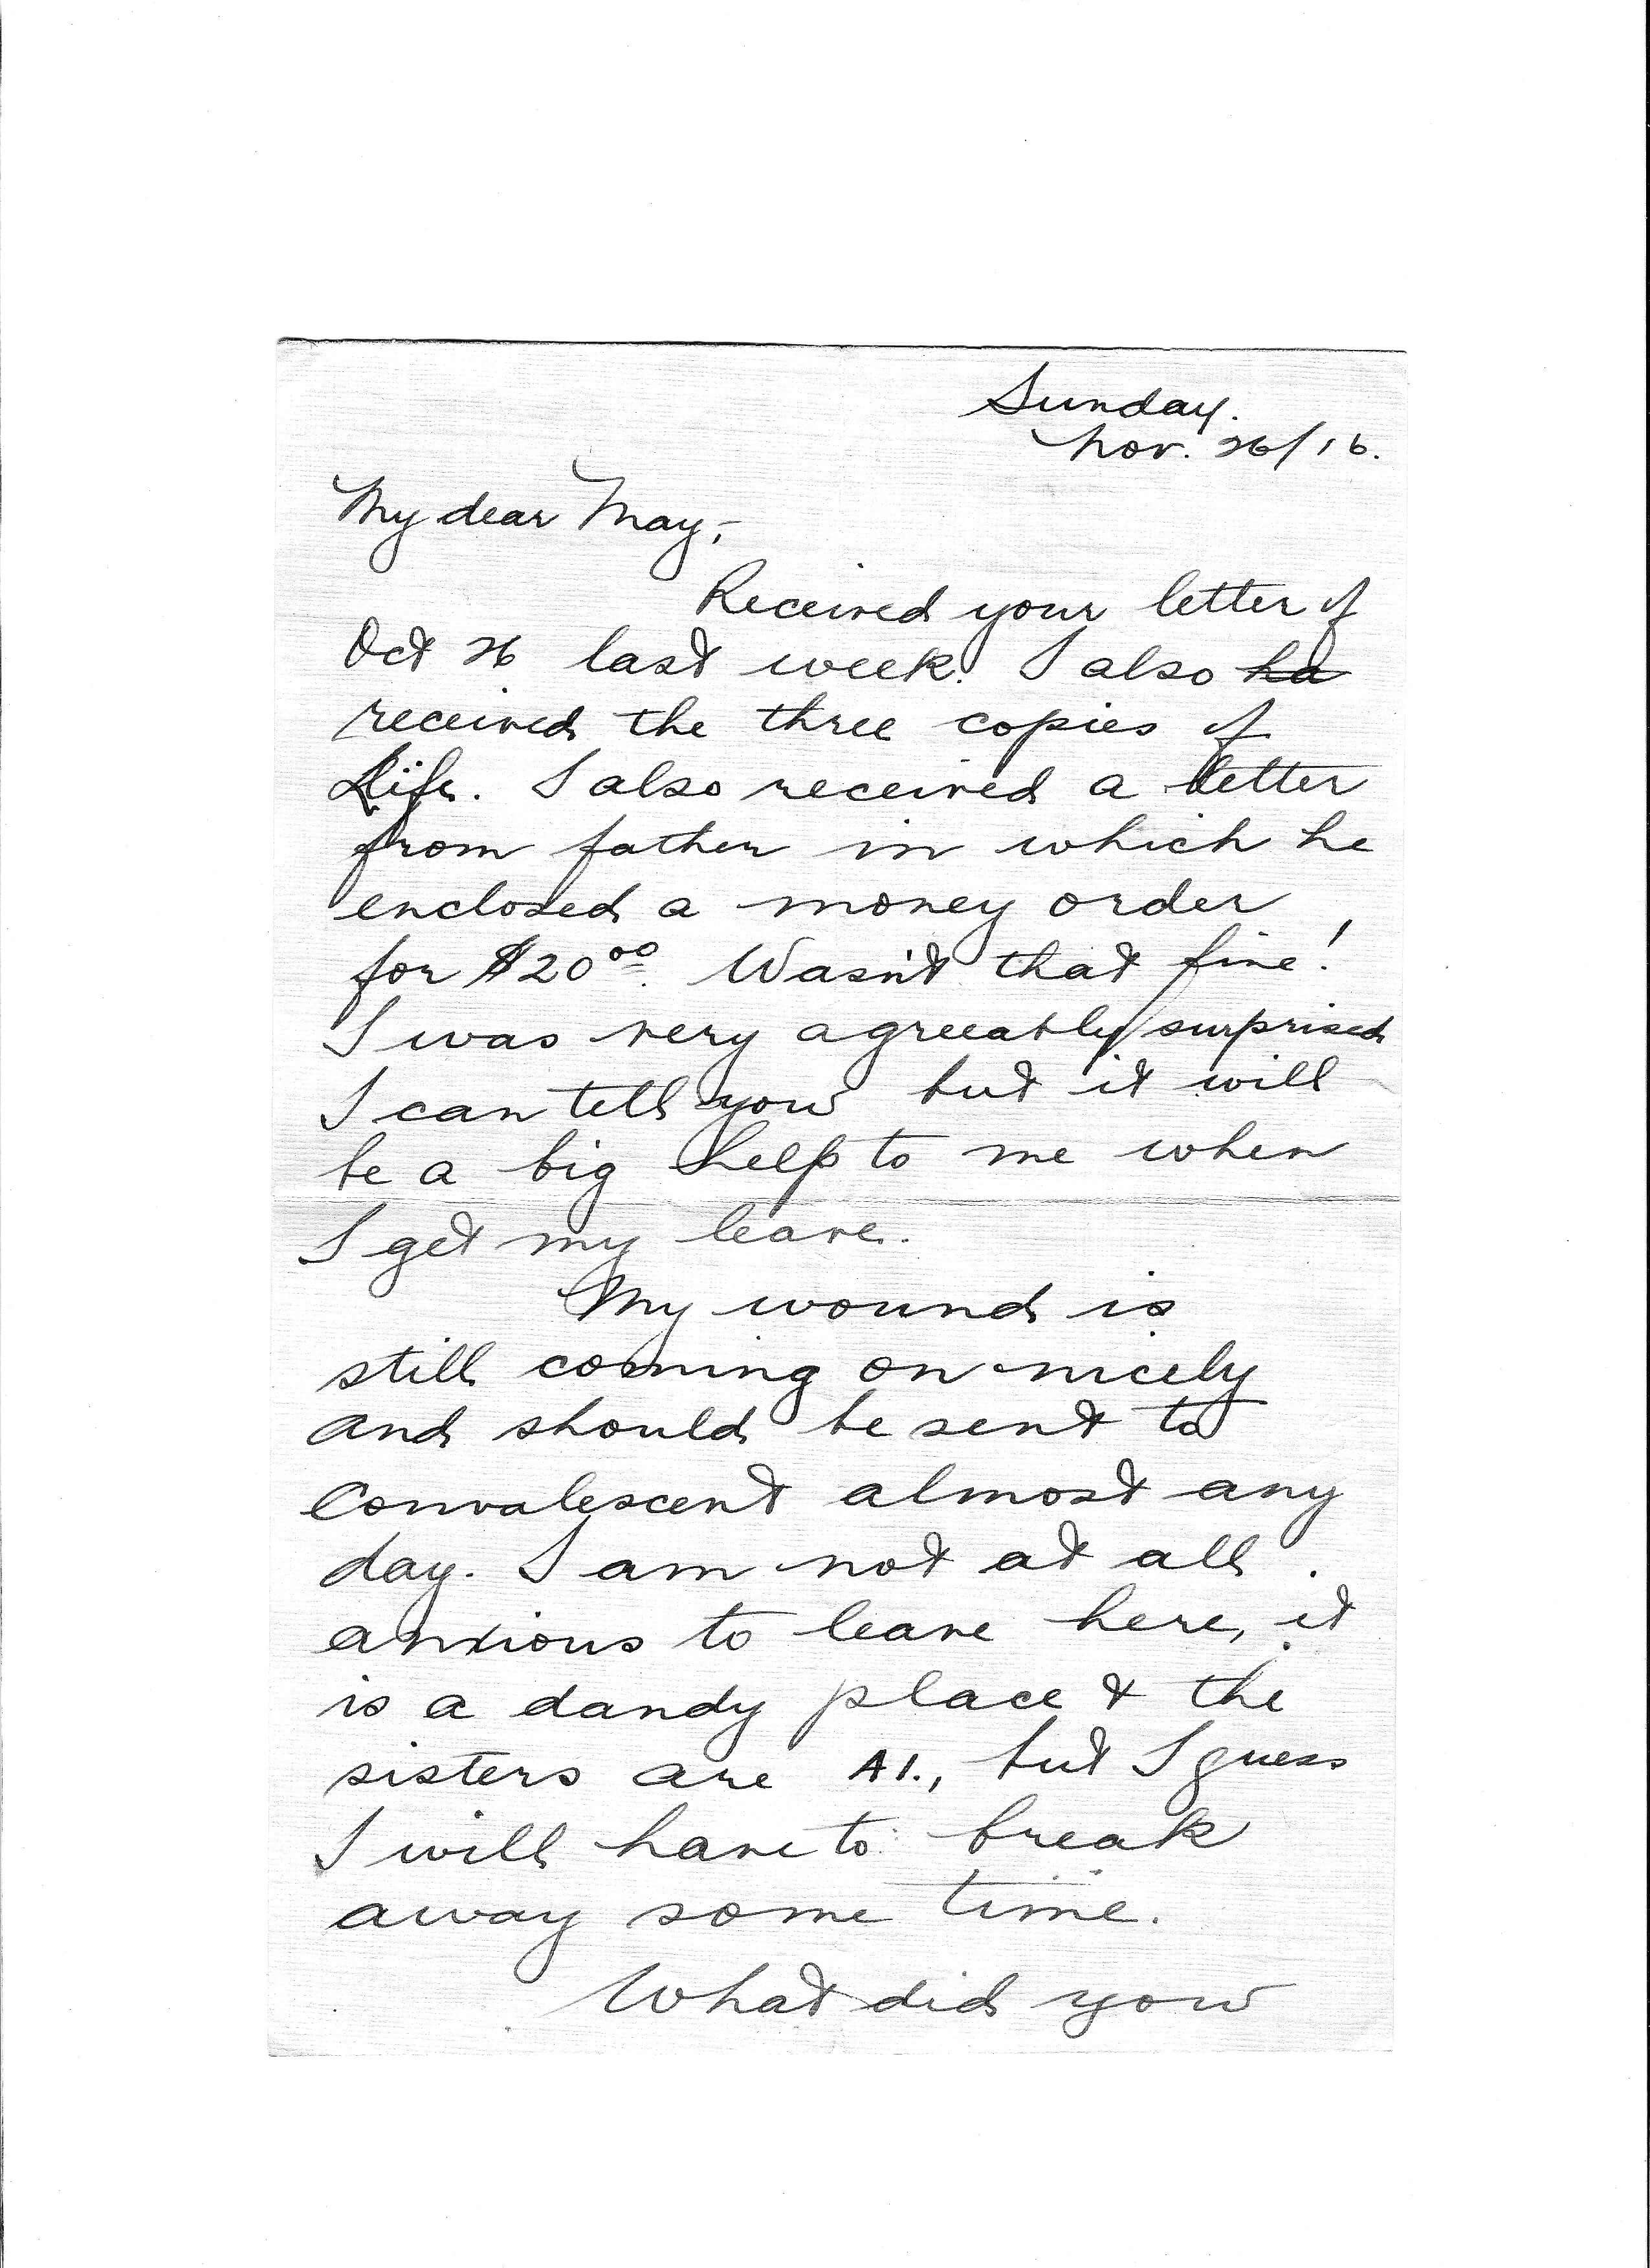 Sunday.
Nov. 26/16.
My dear May,-
Received your letter of
Oct 26 last week. I also ha
received the three copies of
Life. I also received a letter
from father in which he
enclosed a money order
for $20.00. Wasn't that fine!
I was very agreeably surprised
I can tell you but it will
be a big help to me when
I get my leave.
My wound is
still coming on nicely
and should be sent to
Convalescent almost any
day. I am not at all
anxious to leave here, it
is a dandy place & the
sisters are A1., but I guess
I will have to break
away some time.
What did you